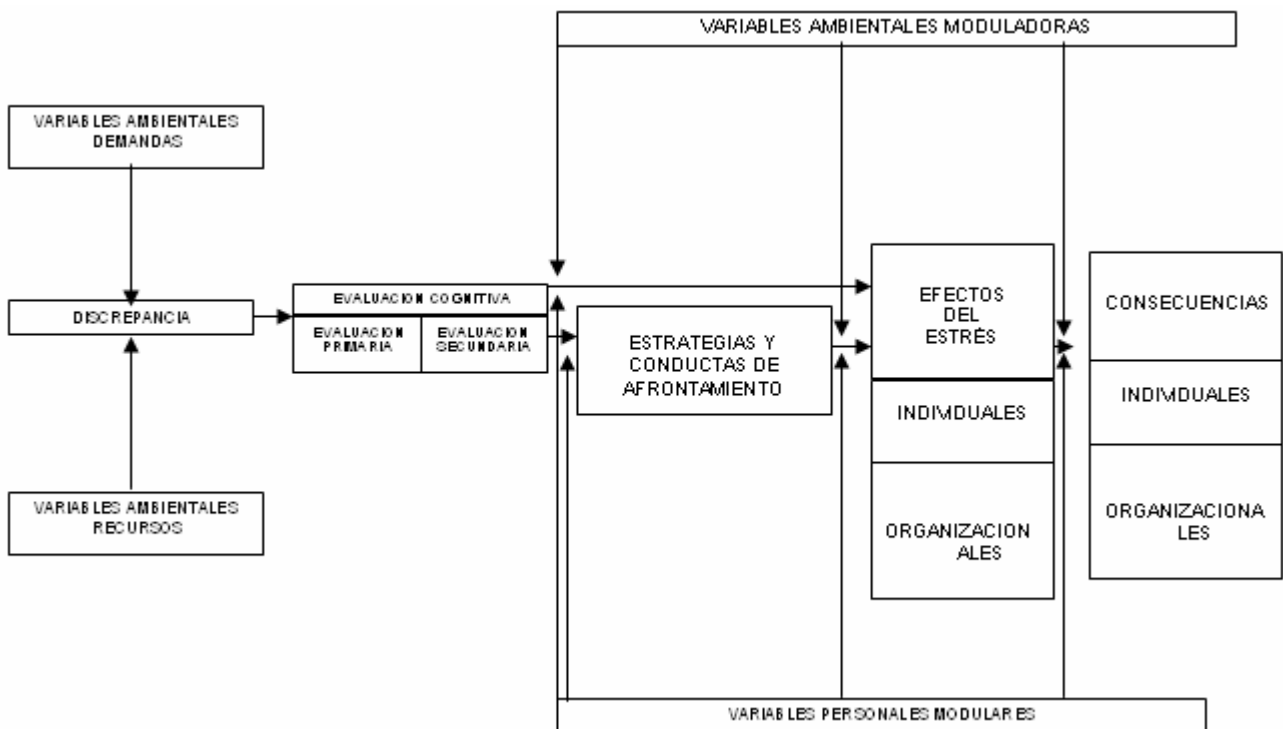 VARIABLES AMBIENTALES MODULADORAS
VARIABLES AMBIENTALES
DEMANDAS
DISCREPANCIA
VARIABLES AMBIENTALES
RECURSOS
EVALUACION COGNITIVA
EVALUACION
PRIMARIA
EVALUACION
SECUNDARIA
ESTRATEGIAS Y
CONDUCTAS DE
AFRONTAMIENTO
EFECTOS
DEL
ESTRÉS
INDIVIDUALES
ORGANIZACION
ALES
CONSECUENCIAS
INDIVIDUALES
ORGANIZACIONA
LES
VARIABLES PERSONALES MODULARES